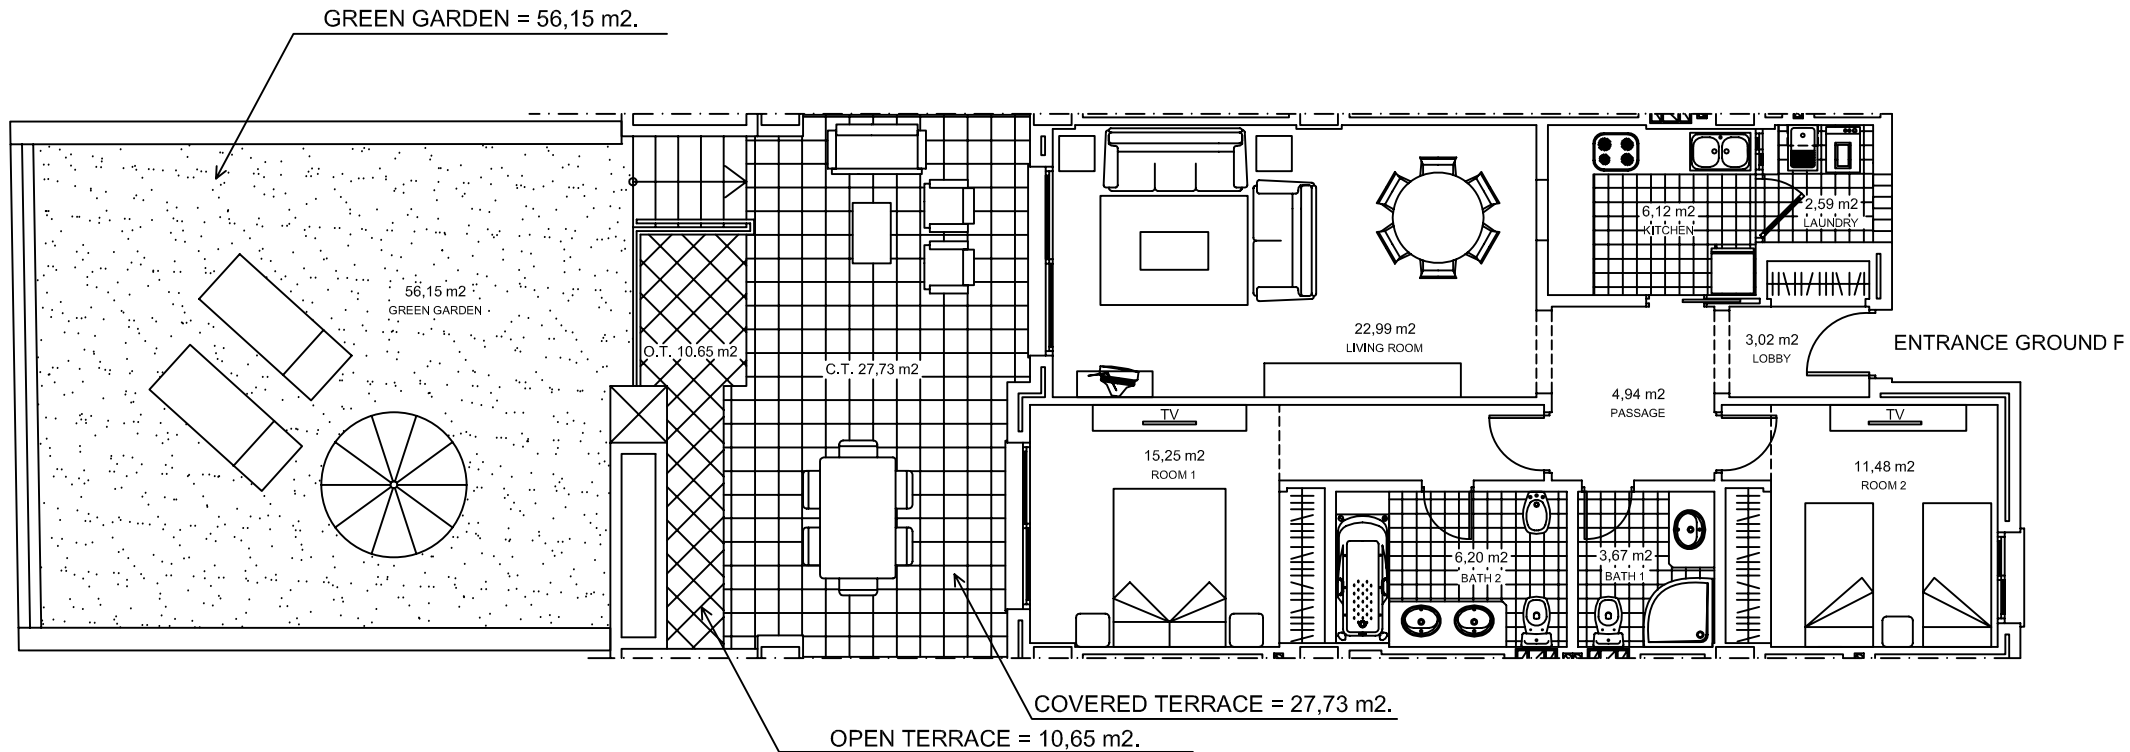 GREEN GARDEN = 56,15 m2.
56,15 m2
GREEN GARDEN
O.T. 10.65 m2
C.T. 27,73 m2
22,99 m2
LIVING ROOM
6,12 m2
KITCHEN
2,59 m2
LAUNDRY
3,02 m2
LOBBY
ENTRANCE GROUND F
4,94 m2
PASSAGE
TV
15,25 m2
ROOM 1
TV
11,48 m2
ROOM 2
6,20 m2
BATH 2
3,67 m2
BATH 1
COVERED TERRACE = 27,73 m2.
OPEN TERRACE = 10,65 m2.